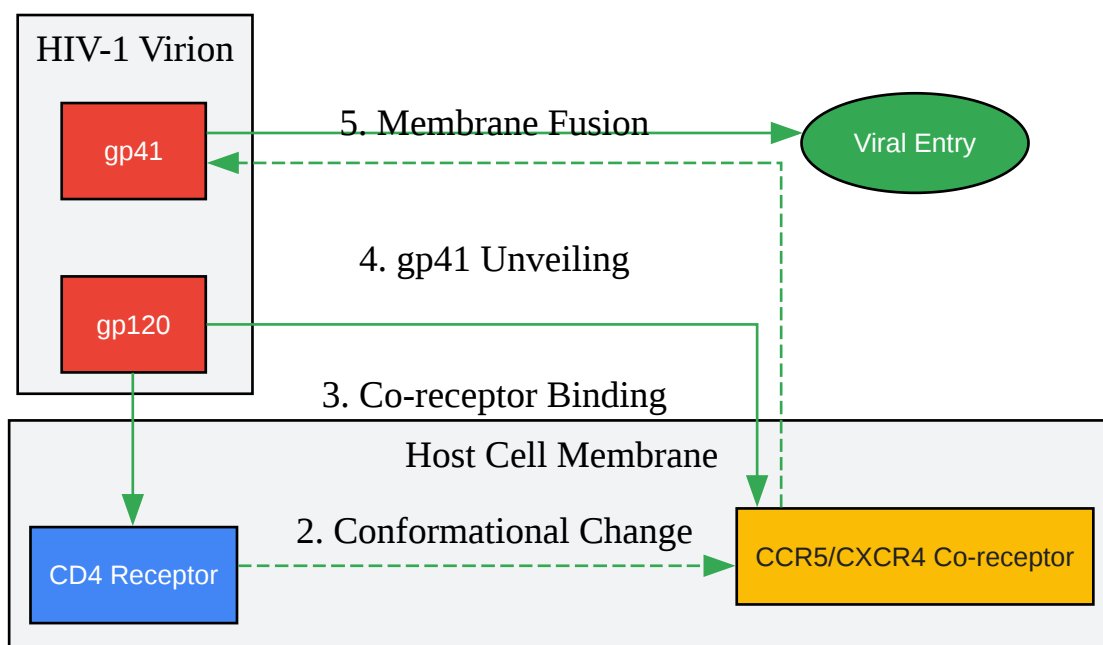 HIV-1 Virion
gp41
5. Membrane Fusion
Viral Entry
4. gp41 Unveiling
gp120
3. Co-receptor Binding
Host Cell Membrane
2. Conformational Change
CD4 Receptor
CCR5/CXCR4 Co-receptor